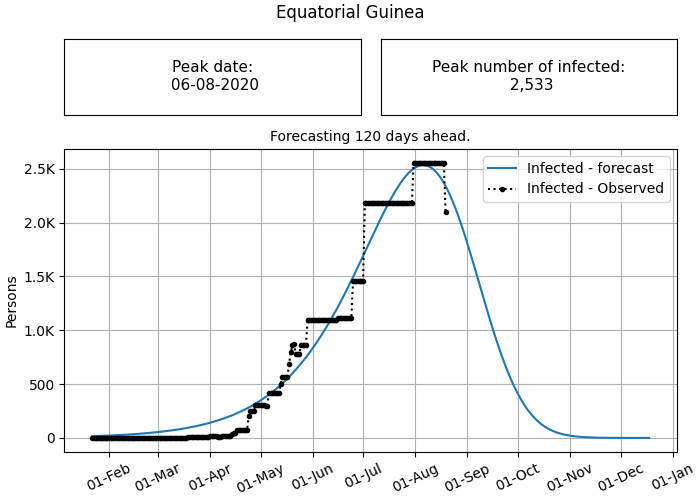 Equatorial Guinea
Peak date:
06-08-2020
Peak number of infected:
2,533
Forecasting 120 days ahead.
Infected - forecast
Infected - Observed
Persons
2.5K
2.0K
1.5K
1.0K
500
0
01-Feb
01-Mar
01-Apr
01-May
01-Jun
01-Jul
01-Aug
01-Sep
01-Oct
01-Nov
01-Dec
01-Jan